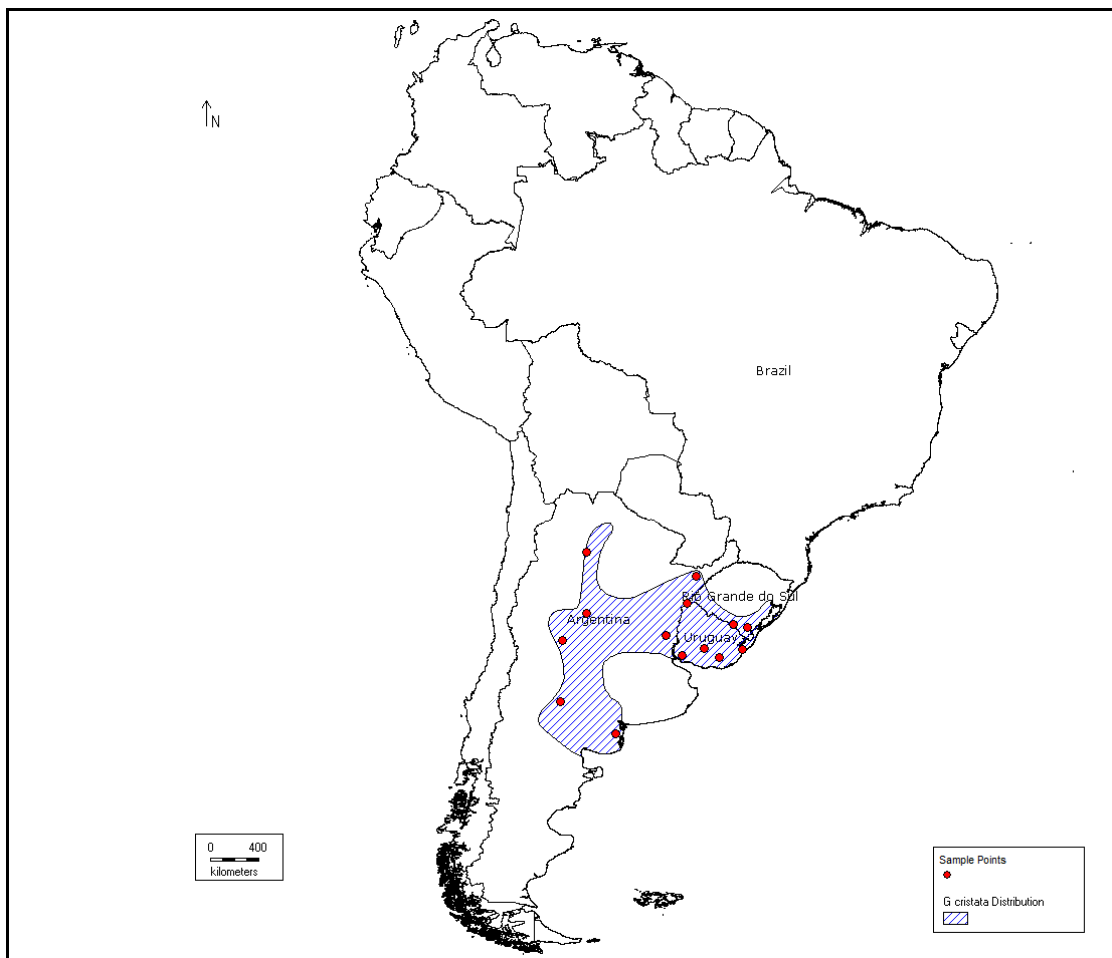 N
Brazil
Rio Grande do Sul
Argentina
Uruguay
0 400
kilometers
Sample Points
G cristata Distribution